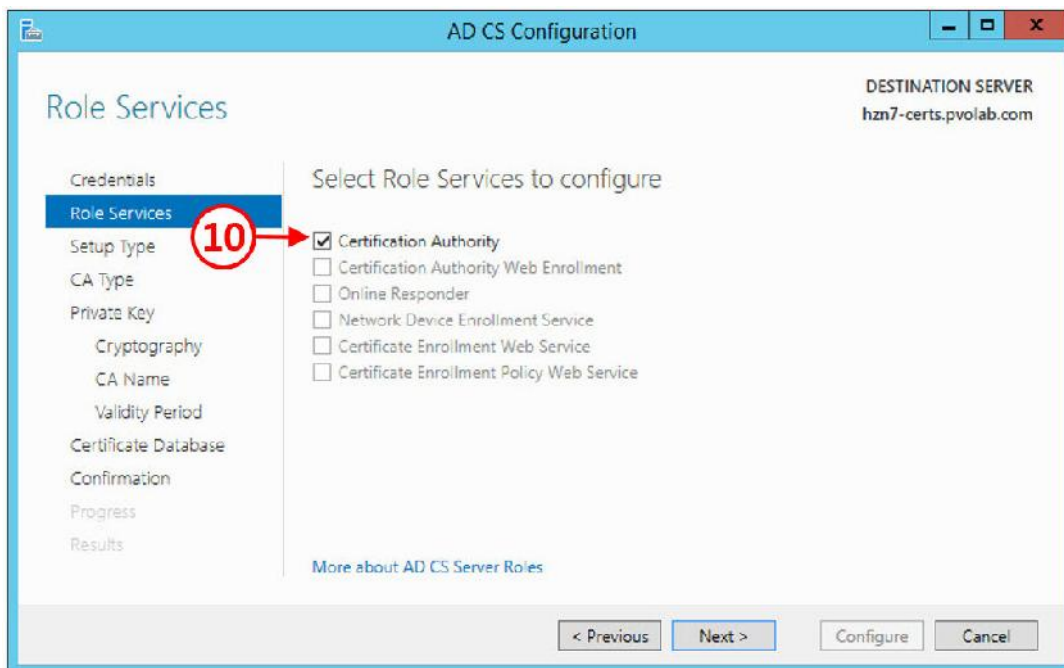 AD CS Configuration
DESTINATION SERVER
hzn7-certs.pvolab.com
Role Services
Credentials
Role Services
Setup Type
CA Type
Private Key
Cryptography
CA Name
Validity Period
Certificate Database
Confirmation
Progress
Results
Select Role Services to configure
10
Certification Authority
Certification Authority Web Enrollment
Online Responder
Network Device Enrollment Service
Certificate Enrollment Web Service
Certificate Enrollment Policy Web Service
More about AD CS Server Roles
< Previous
Next >
Configure
Cancel